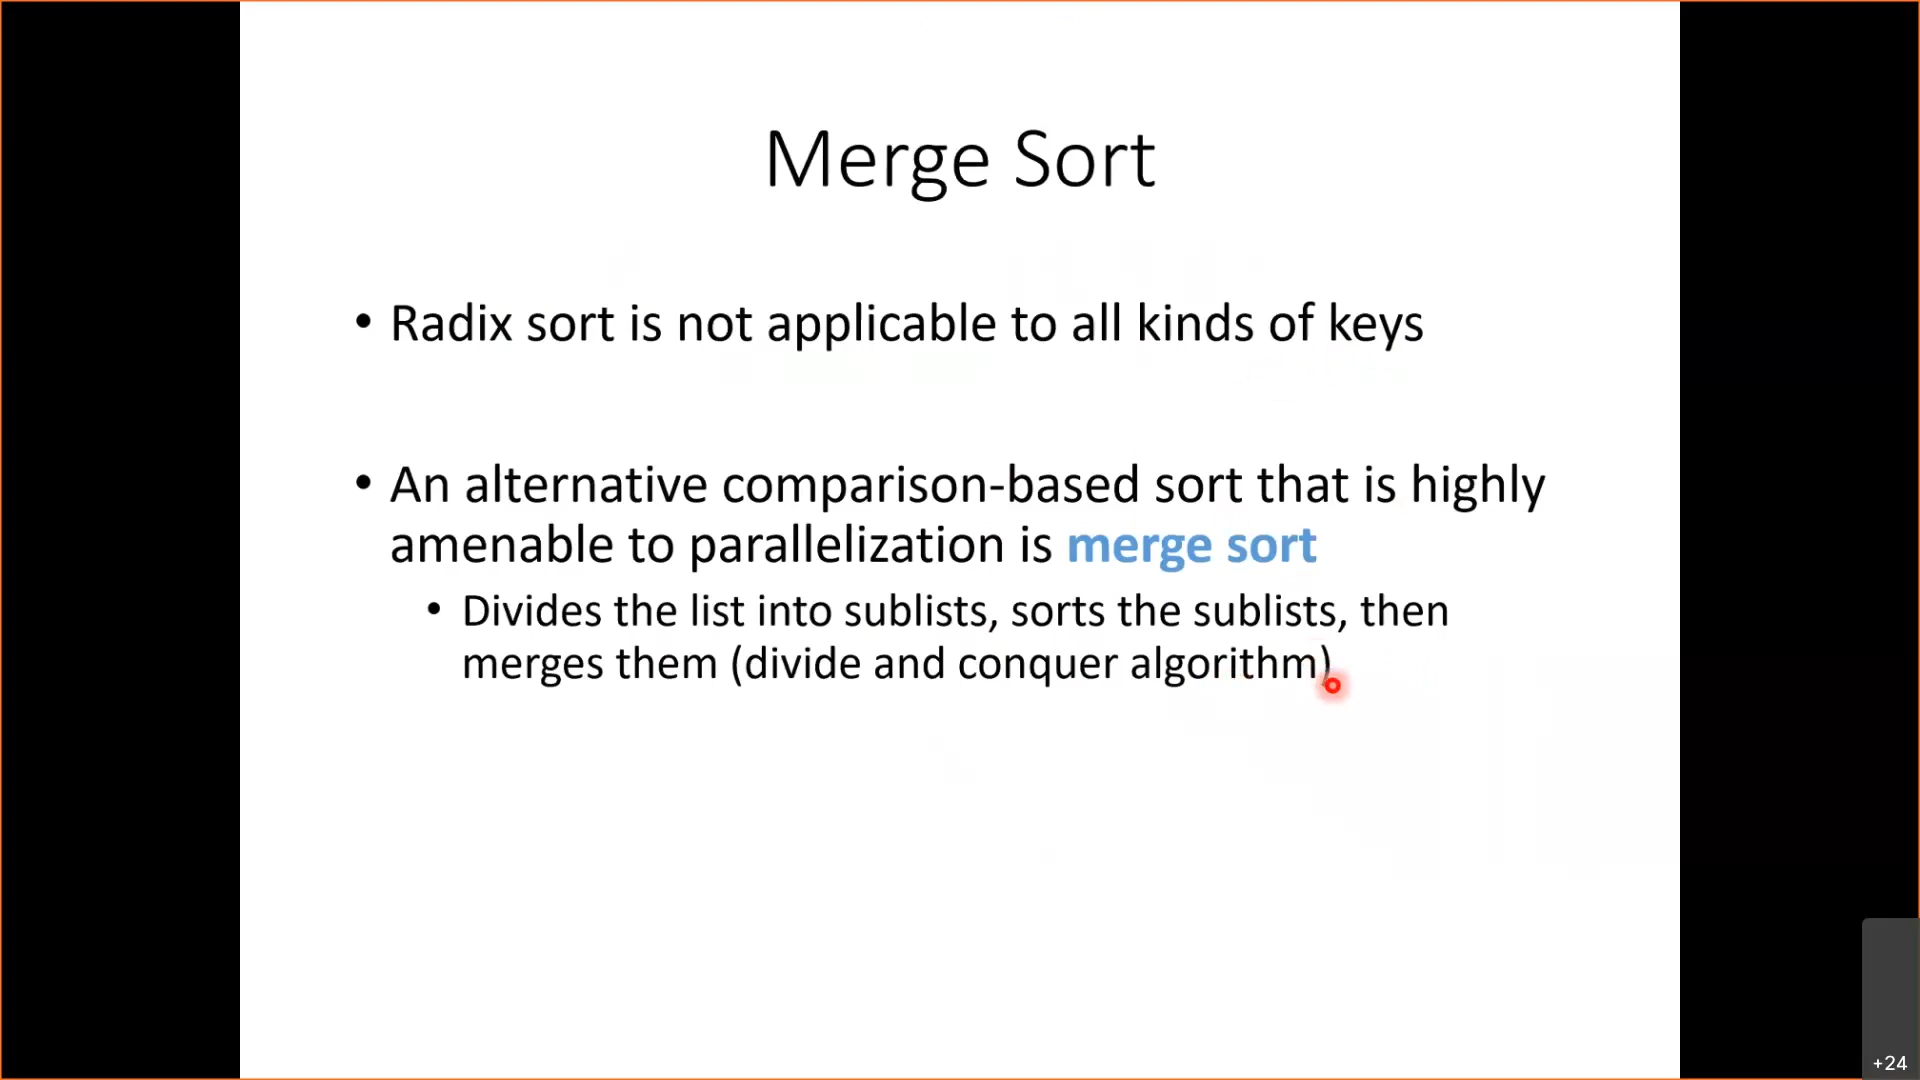 Merge Sort
• Radix sort is not applicable to all kinds of keys
• An alternative comparison-based sort that is highly
amenable to parallelization is merge sort
• Divides the list into sublists, sorts the sublists, then
merges them (divide and conquer algorithm)
+24